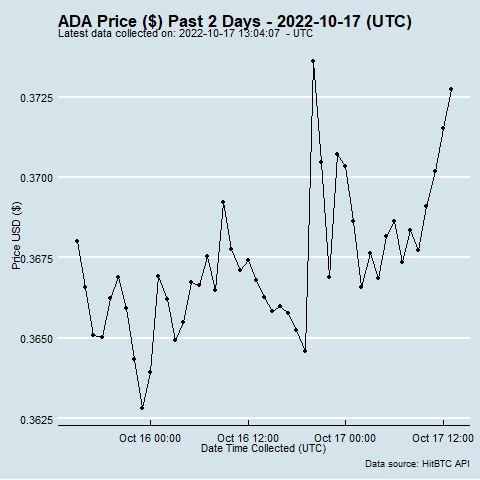 ADA Price ($) Past 2 Days - 2022-10-17 (UTC)
Latest data collected on: 2022-10-17 13:04:07 - UTC
0.3725
0.3700
0.3675
0.3650
0.3625
Price USD ($)
Oct 16 00:00 Oct 16 12:00 Oct 17 00:00 Oct 17 12:00
Date Time Collected (UTC)
Data source: HitBTC API